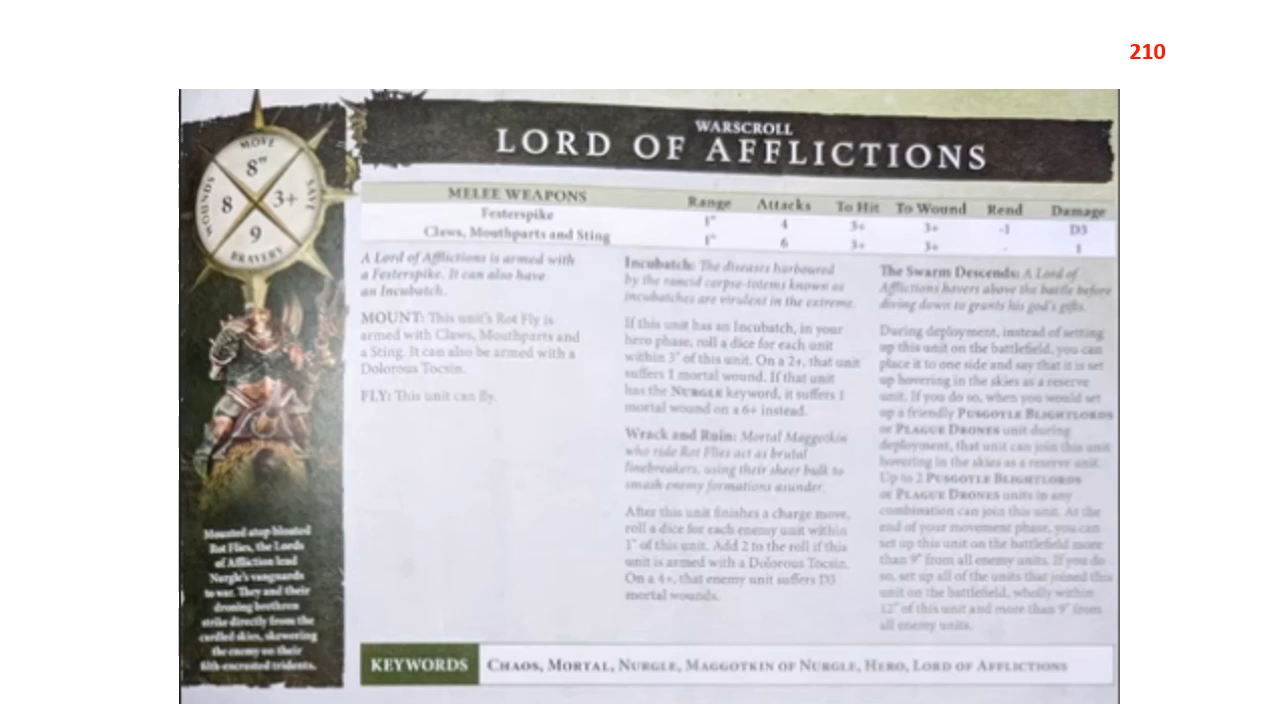 210
WARSCROLL
LORD OF AFFLICTIONS
MOVE
8"
WOUNDS
8
3+
SAVE
9
BRAVERY
MELEE WEAPONS Range Attacks To Hit To Wound Rend Damage
Festerspike 1" 4 3+ 3+ -1 D3
Claws, Mouthparts and Sting 1" 6 3+ 3+ - 1
A Lord of Afflictions is armed with
a Festerspike. It can also have
an Incubatch.
MOUNT: This unit's Rot Fly is
armed with Claws, Mouthparts and
a Sting. It can also be armed with a
Dolorous Tocsin.
FLY: This unit can fly.
Incubatch: The diseases harboured
by the rancid corpse-totems known as
incubatches are virulent in the extreme.
If this unit has an Incubatch, in your
hero phase, roll a dice for each unit
within 3" of this unit. On a 2+, that unit
suffers 1 mortal wound. If that unit
has the NURGLE keyword, it suffers 1
mortal wound on a 6+ instead.
Wrack and Ruin: Mortal Maggotkin
who ride Rot Flies act as brutal
linebreakers, using their sheer bulk to
smash enemy formations asunder.
After this unit finishes a charge move,
roll a dice for each enemy unit within
1" of this unit. Add 2 to the roll if this
unit is armed with a Dolorous Tocsin.
On a 4+, that enemy unit suffers D3
mortal wounds.
The Swarm Descends: A Lord of
Afflictions hovers above the battle before
diving down to grants his god's gifts.
During deployment, instead of setting
up this unit on the battlefield, you can
place it to one side and say that it is set
up hovering in the skies as a reserve
unit. If you do so, when you would set
up a friendly PUSGOYLE BLIGHTLORDS
or PLAGUE DRONES unit during
deployment, that unit can join this unit
hovering in the skies as a reserve unit.
Up to 2 PUSGOYLE BLIGHTLORDS
or PLAGUE DRONES units in any
combination can join this unit. At the
end of your movement phase, you can
set up this unit on the battlefield more
than 9" from all enemy units. If you do
so, set up all of the units that joined this
unit on the battlefield, wholly within
12" of this unit and more than 9" from
all enemy units.
Mounted atop bloated
Rot Flies, the Lords
of Affliction lead
Nurgle's vanguards
to war. They and their
droning brethren
strike directly from the
curdled skies, skewering
the enemy on their
filth-encrusted tridents.
KEYWORDS CHAOS, MORTAL, NURGLE, MAGGOTKIN OF NURGLE, HERO, LORD OF AFFLICTIONS